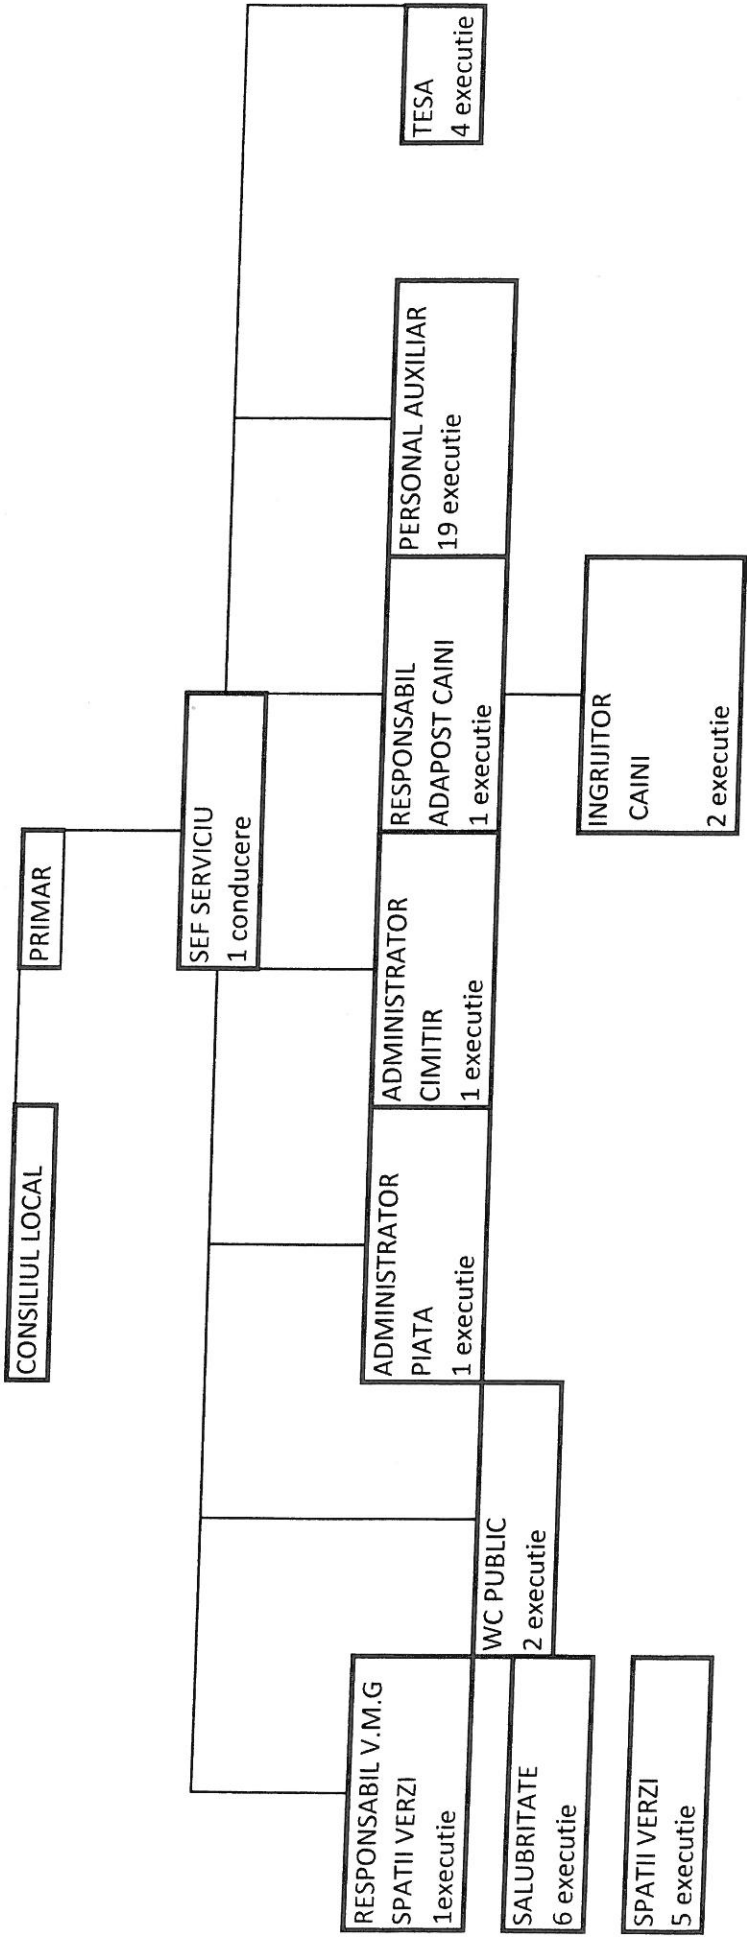 CONSILIUL LOCAL
PRIMAR
SEF SERVICIU
1 conducere
RESPONSABIL V.M.G
SPATII VERZI
1executie
SALUBRITATE
6 executie
SPATII VERZI
5 executie
WC PUBLIC
2 executie
ADMINISTRATOR
PIATA
1 executie
ADMINISTRATOR
CIMITIR
1 executie
RESPONSABIL
ADAPOST CAINI
1 executie
INGRIJITOR
CAINI
2 executie
PERSONAL AUXILIAR
19 executie
TESA
4 executie